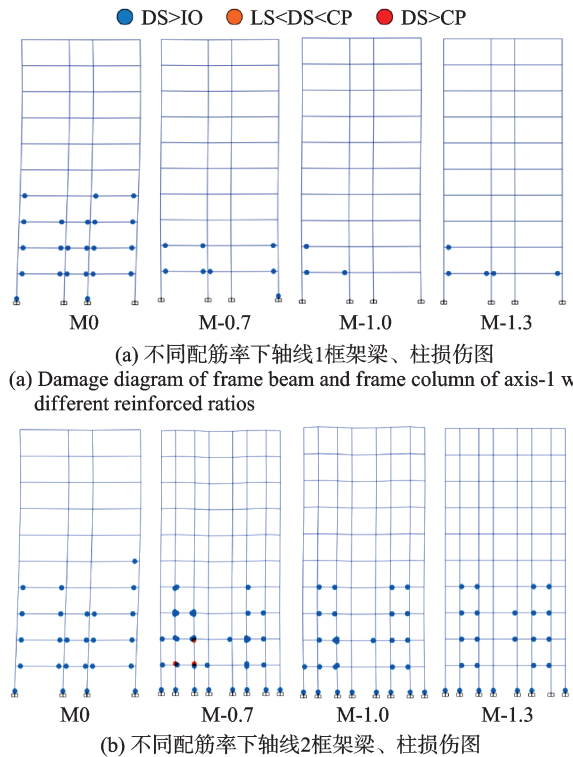 DS>IO LS<DS<CP DS>CP
M0 M-0.7 M-1.0 M-1.3
(a) 不同配筋率下轴线1框架梁、柱损伤图
(a) Damage diagram of frame beam and frame column of axis-1 w
different reinforced ratios
M0 M-0.7 M-1.0 M-1.3
(b) 不同配筋率下轴线2框架梁、柱损伤图